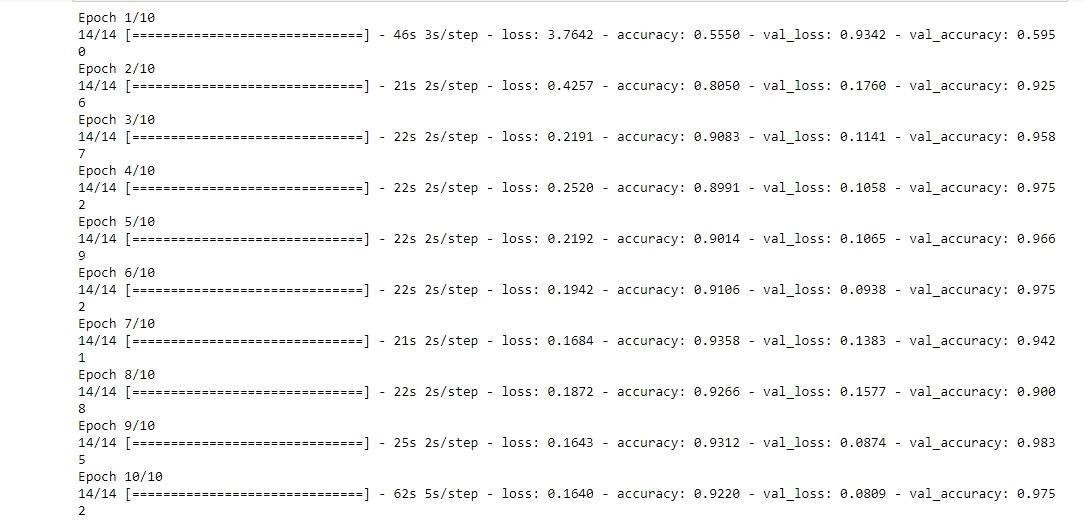 Epoch 1/10
14/14 [==============================] - 46s 3s/step - loss: 3.7642 - accuracy: 0.5550 - val_loss: 0.9342 - val_accuracy: 0.595
0
Epoch 2/10
14/14 [==============================] - 21s 2s/step - loss: 0.4257 - accuracy: 0.8050 - val_loss: 0.1760 - val_accuracy: 0.925
6
Epoch 3/10
14/14 [==============================] - 22s 2s/step - loss: 0.2191 - accuracy: 0.9083 - val_loss: 0.1141 - val_accuracy: 0.958
7
Epoch 4/10
14/14 [==============================] - 22s 2s/step - loss: 0.2520 - accuracy: 0.8991 - val_loss: 0.1058 - val_accuracy: 0.975
2
Epoch 5/10
14/14 [==============================] - 22s 2s/step - loss: 0.2192 - accuracy: 0.9014 - val_loss: 0.1065 - val_accuracy: 0.966
9
Epoch 6/10
14/14 [==============================] - 22s 2s/step - loss: 0.1942 - accuracy: 0.9106 - val_loss: 0.0938 - val_accuracy: 0.975
2
Epoch 7/10
14/14 [==============================] - 21s 2s/step - loss: 0.1684 - accuracy: 0.9358 - val_loss: 0.1383 - val_accuracy: 0.942
1
Epoch 8/10
14/14 [==============================] - 22s 2s/step - loss: 0.1872 - accuracy: 0.9266 - val_loss: 0.1577 - val_accuracy: 0.900
8
Epoch 9/10
14/14 [==============================] - 25s 2s/step - loss: 0.1643 - accuracy: 0.9312 - val_loss: 0.0874 - val_accuracy: 0.983
5
Epoch 10/10
14/14 [==============================] - 62s 5s/step - loss: 0.1640 - accuracy: 0.9220 - val_loss: 0.0809 - val_accuracy: 0.975
2